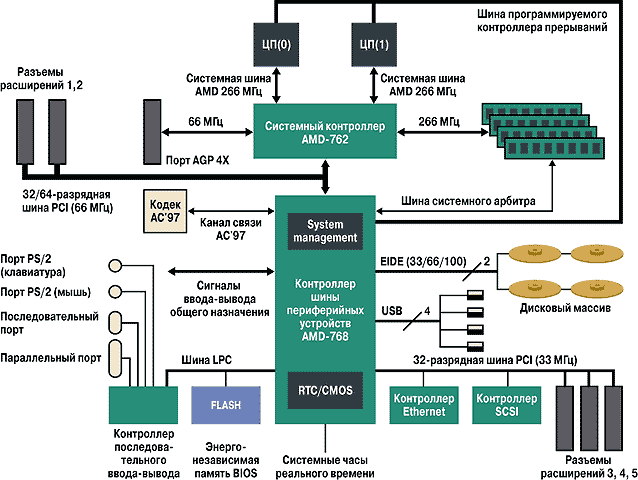 Шина программируемого
контроллера прерываний
ЦП(0)
ЦП(1)
Разъемы
расширений 1,2
Системная шина
AMD 266 МГц
Системная шина
AMD 266 МГц
66 МГц
Системный контроллер
AMD-762
266 МГц
Порт AGP 4X
32/64-разрядная
шина PCI (66 МГц)
Кодек
AC'97
Канал связи
AC'97
Шина системного арбитра
System
management
Порт PS/2
(клавиатура)
Порт PS/2 (мышь)
Последовательный
порт
Параллельный порт
Сигналы
ввода-вывода
общего назначения
Контроллер
шины
периферийных
устройств
AMD-768
EIDE (33/66/100)
2
Дисковый массив
USB
4
Шина LPC
32-разрядная шина PCI (33 МГц)
FLASH
RTC/CMOS
Контроллер
Ethernet
Контроллер
SCSI
Контроллер
последова-
тельного
ввода-вывода
Энерго-
независимая
память BIOS
Системные часы
реального времени
Разъемы
расширений 3, 4, 5